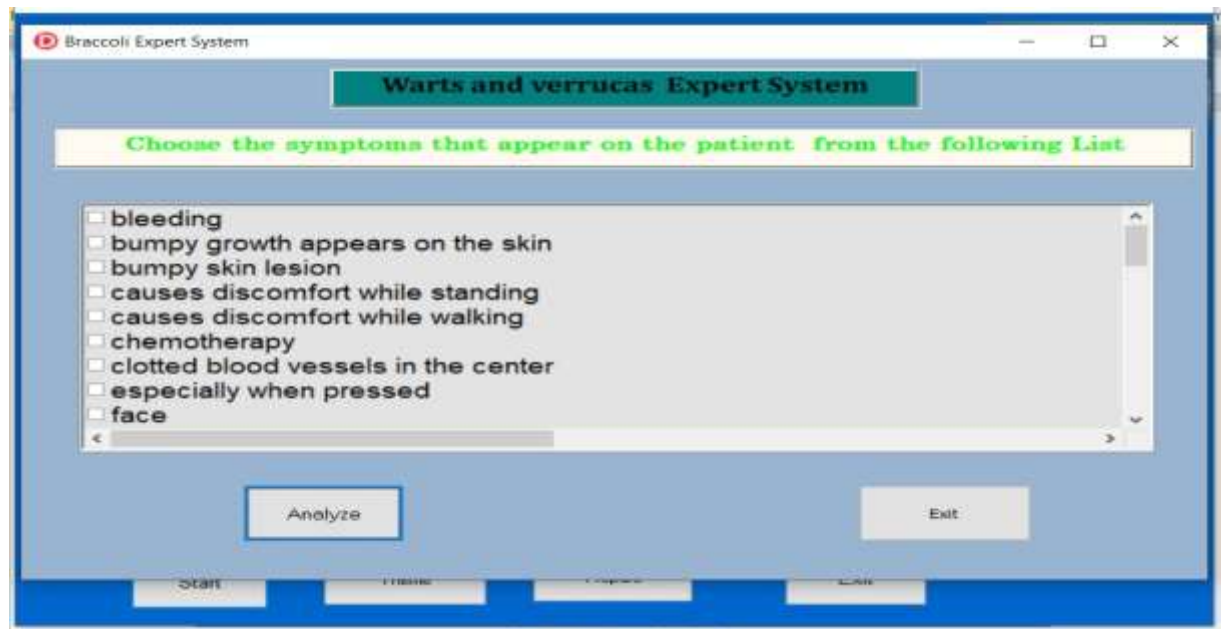 Braccoli Expert System
Warts and verrucas Expert System
Choose the symptoms that appear on the patient from the following List
bleeding
bumpy growth appears on the skin
bumpy skin lesion
causes discomfort while standing
causes discomfort while walking
chemotherapy
clotted blood vessels in the center
especially when pressed
face
Analyze Exit
Start Exit